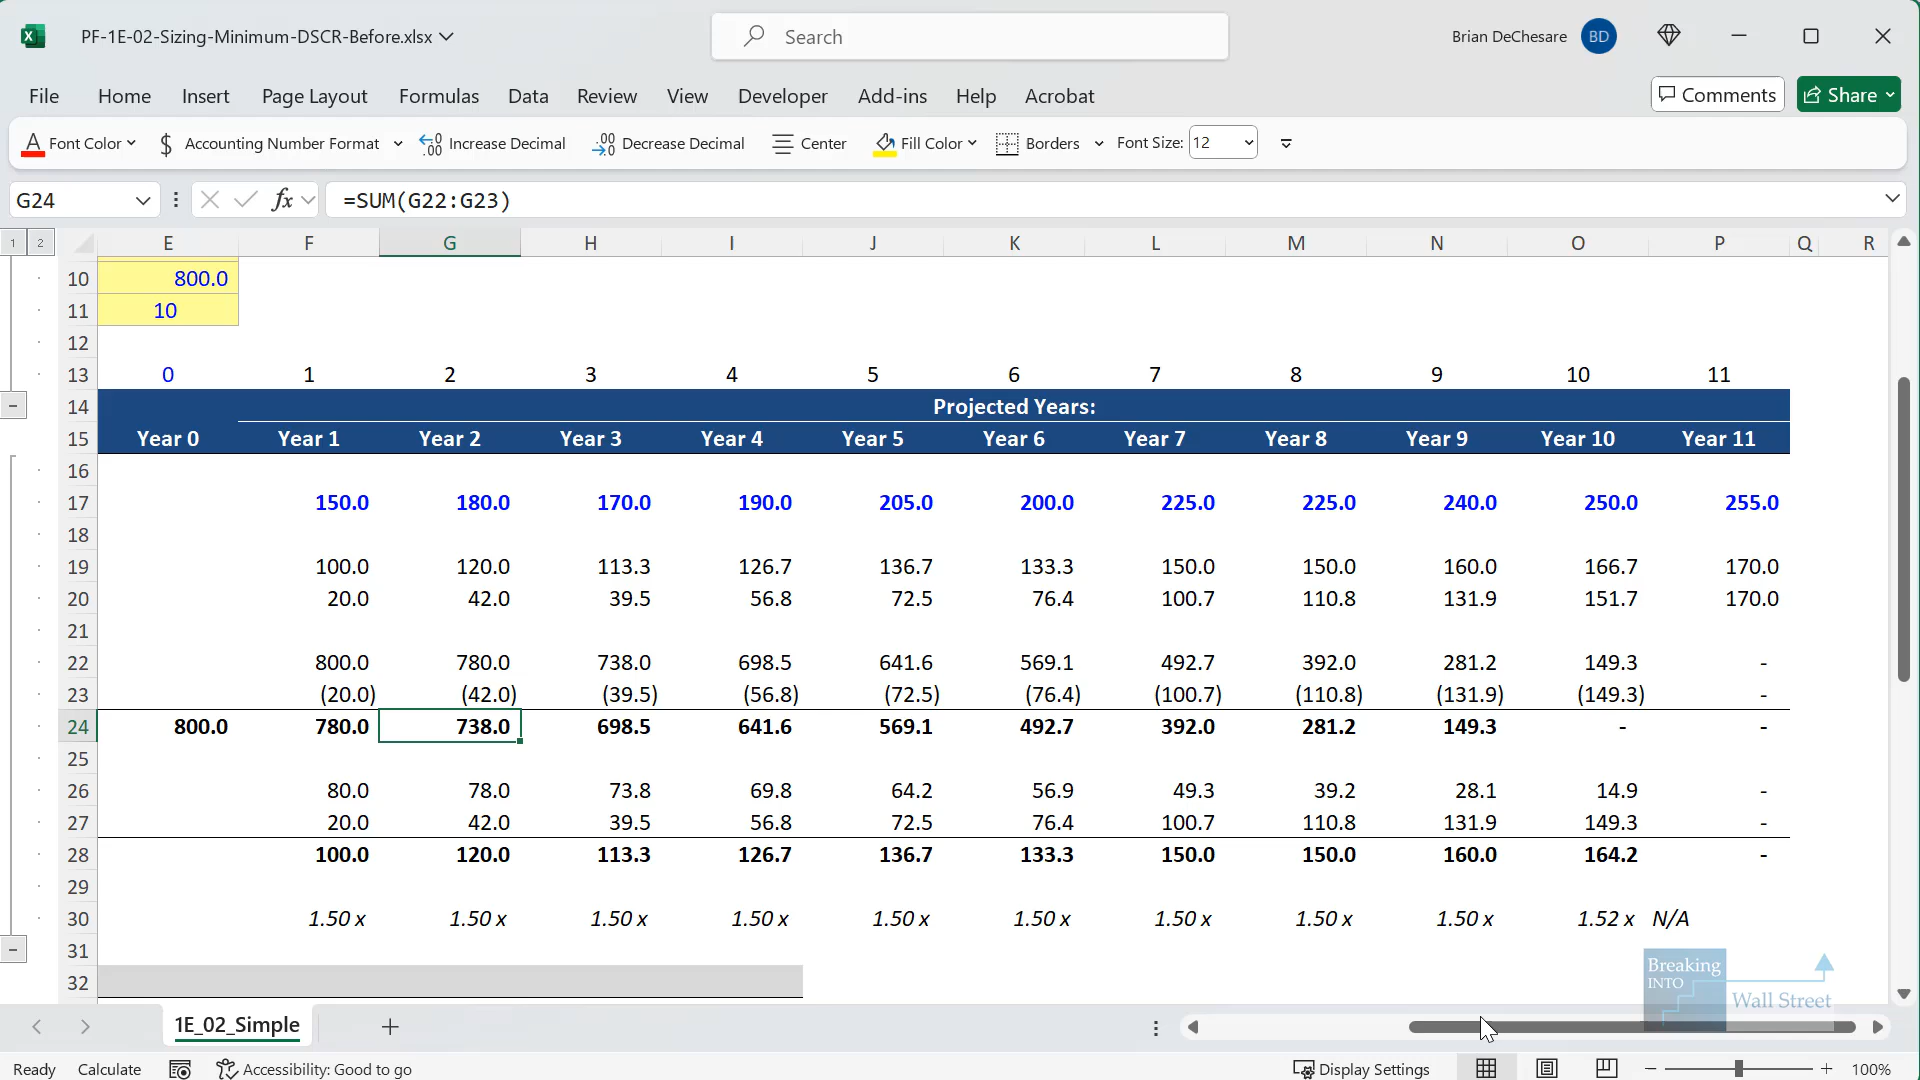 PF-1E-02-Sizing-Minimum-DSCR-Before.xlsx
Search
Brian DeChesare BD
File Home Insert Page Layout Formulas Data Review View Developer Add-ins Help Acrobat
Comments Share
Font Color $ Accounting Number Format Increase Decimal Decrease Decimal Center Fill Color Borders Font Size: 12
G24 fx =SUM(G22:G23)
1 2 E F G H I J K L M N O P Q R
10 800.0
11 10
12
13 0 1 2 3 4 5 6 7 8 9 10 11
14 Projected Years:
15 Year 0 Year 1 Year 2 Year 3 Year 4 Year 5 Year 6 Year 7 Year 8 Year 9 Year 10 Year 11
16
17 150.0 180.0 170.0 190.0 205.0 200.0 225.0 225.0 240.0 250.0 255.0
18
19 100.0 120.0 113.3 126.7 136.7 133.3 150.0 150.0 160.0 166.7 170.0
20 20.0 42.0 39.5 56.8 72.5 76.4 100.7 110.8 131.9 151.7 170.0
21
22 800.0 780.0 738.0 698.5 641.6 569.1 492.7 392.0 281.2 149.3 -
23 (20.0) (42.0) (39.5) (56.8) (72.5) (76.4) (100.7) (110.8) (131.9) (149.3) -
24 800.0 780.0 738.0 698.5 641.6 569.1 492.7 392.0 281.2 149.3 - -
25
26 80.0 78.0 73.8 69.8 64.2 56.9 49.3 39.2 28.1 14.9 -
27 20.0 42.0 39.5 56.8 72.5 76.4 100.7 110.8 131.9 149.3 -
28 100.0 120.0 113.3 126.7 136.7 133.3 150.0 150.0 160.0 164.2 -
29
30 1.50 x 1.50 x 1.50 x 1.50 x 1.50 x 1.50 x 1.50 x 1.50 x 1.50 x 1.52 x N/A
31
32
Breaking
INTO
Wall Street
1E_02_Simple
Ready Calculate Accessibility: Good to go Display Settings 100%